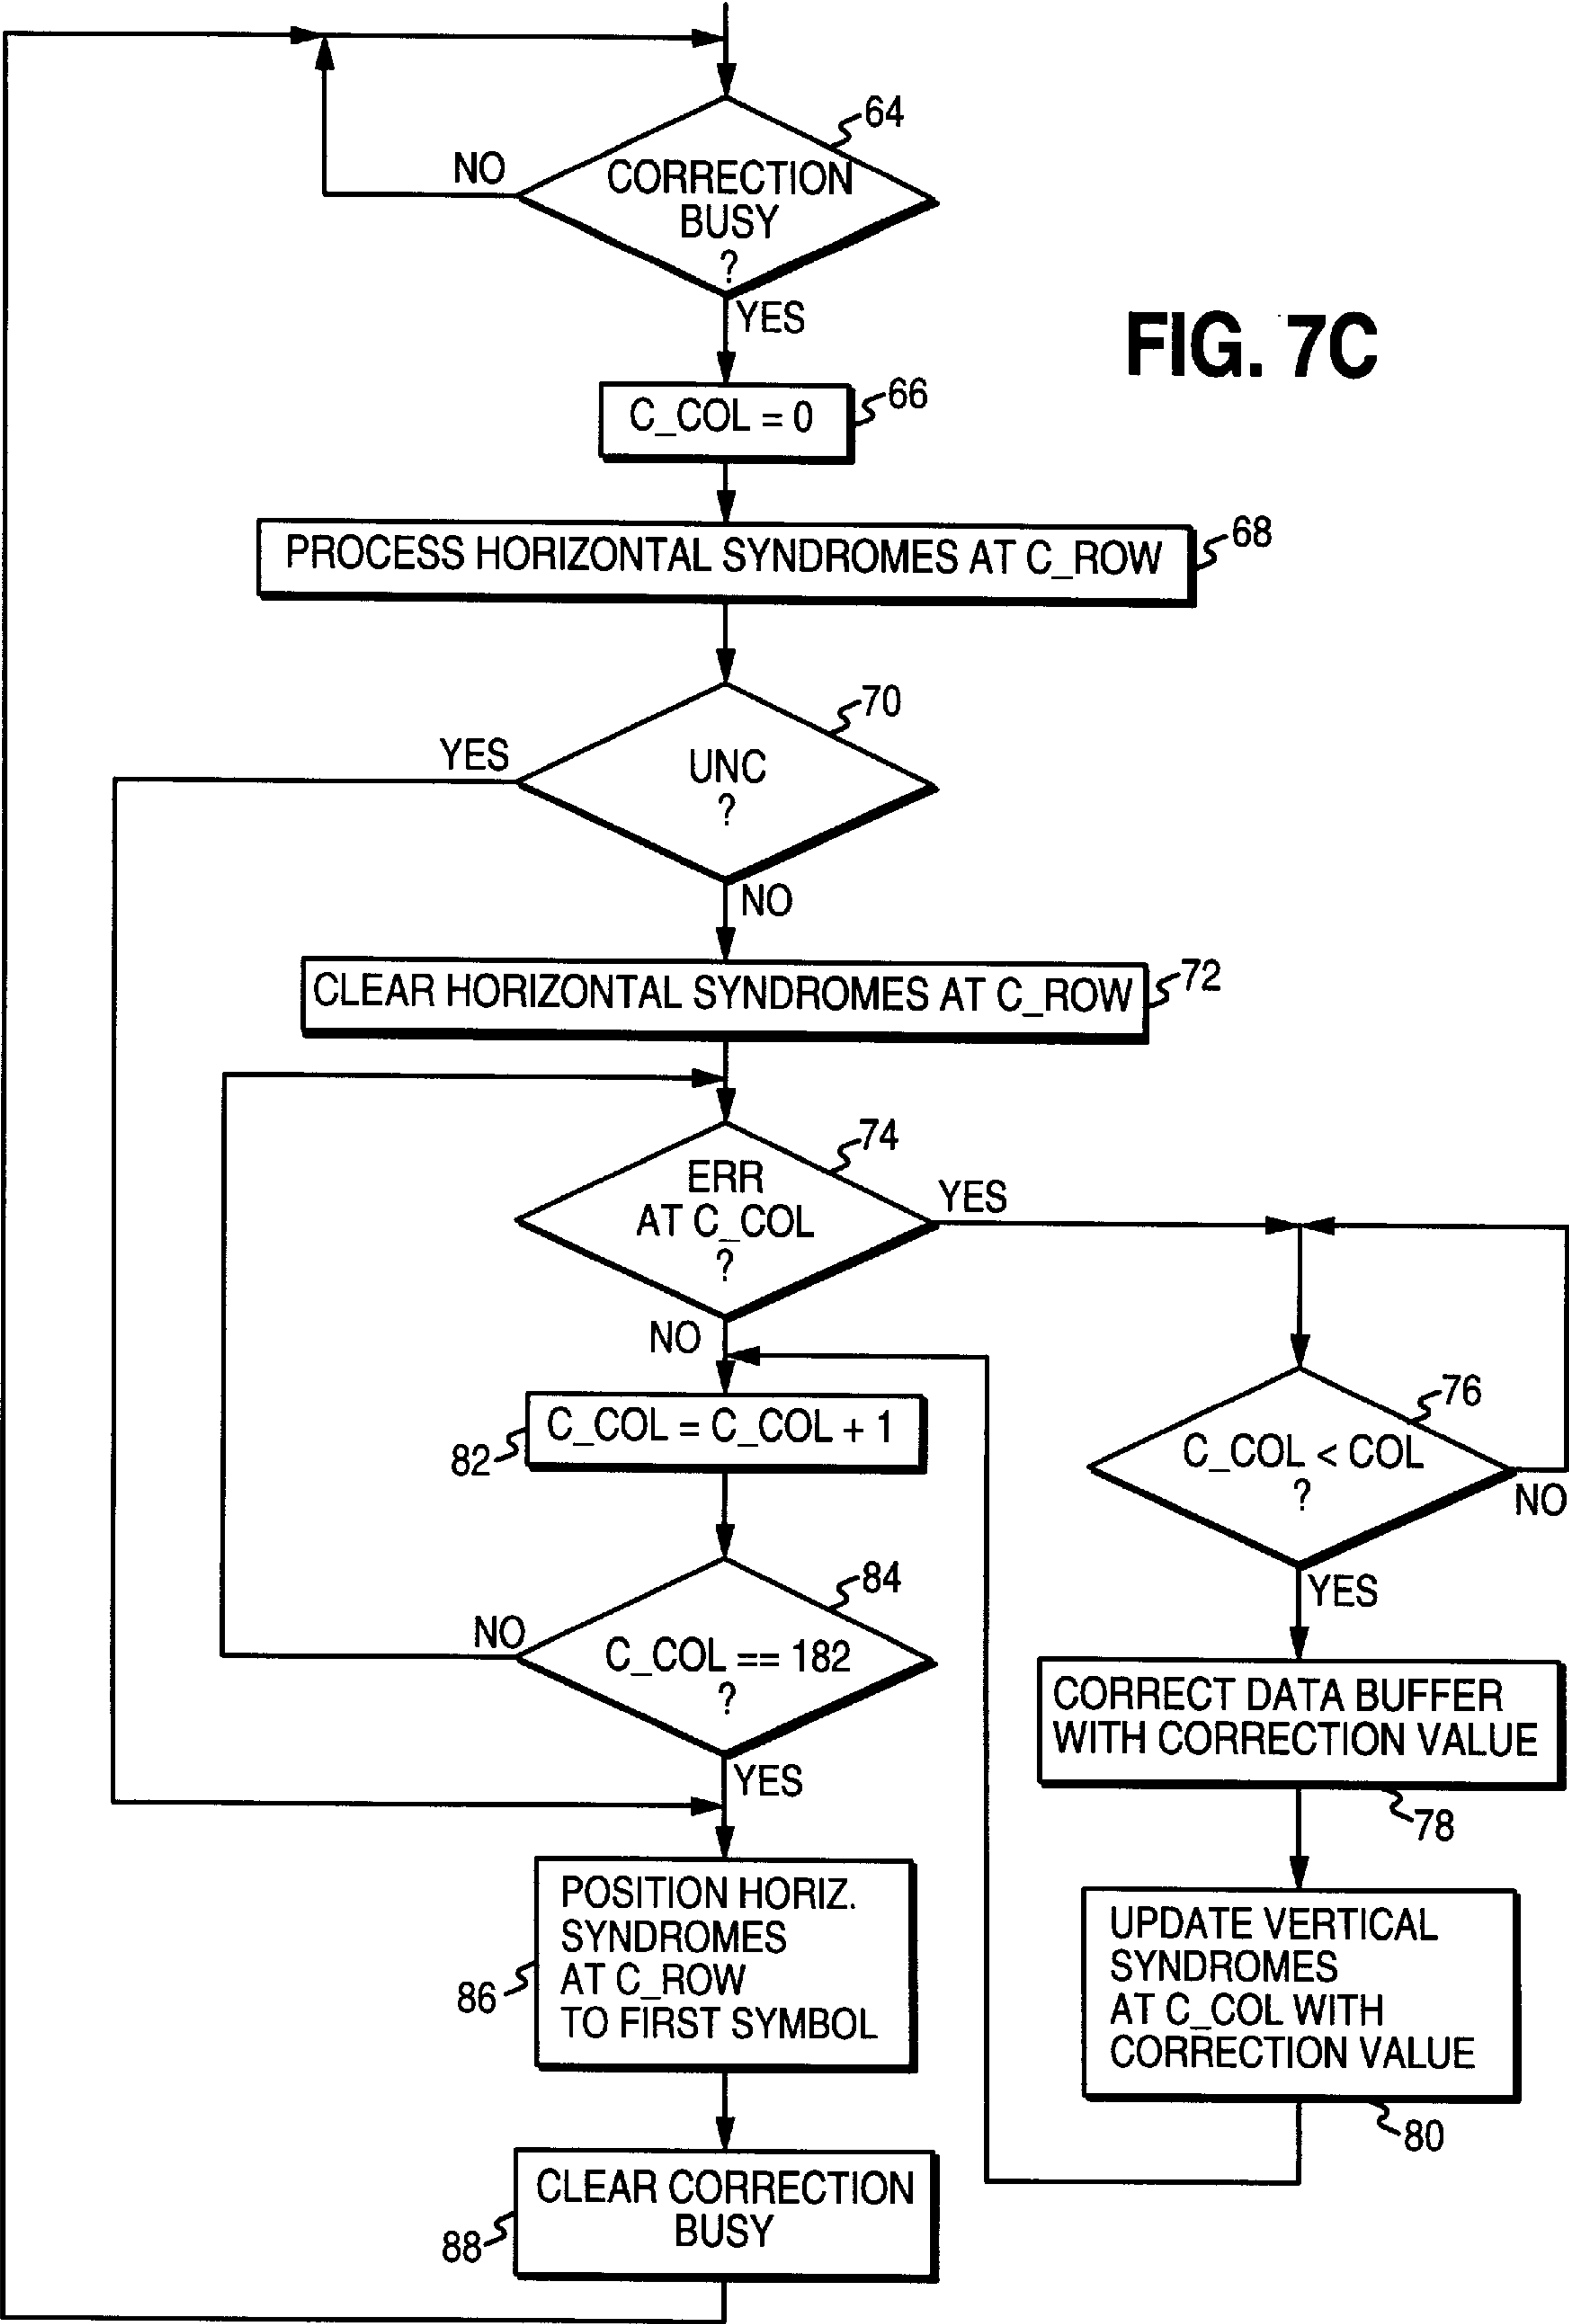 64
NO
CORRECTION
BUSY
?
YES
FIG. 7C
C_COL = 0
66
PROCESS HORIZONTAL SYNDROMES AT C_ROW
68
70
YES
UNC
?
NO
CLEAR HORIZONTAL SYNDROMES AT C_ROW
72
74
ERR
AT C_COL
?
YES
NO
76
C_COL < COL
?
NO
YES
C_COL = C_COL + 1
82
84
NO
C_COL == 182
?
YES
CORRECT DATA BUFFER
WITH CORRECTION VALUE
78
POSITION HORIZ.
SYNDROMES
AT C_ROW
TO FIRST SYMBOL
86
UPDATE VERTICAL
SYNDROMES
AT C_COL WITH
CORRECTION VALUE
80
CLEAR CORRECTION
BUSY
88